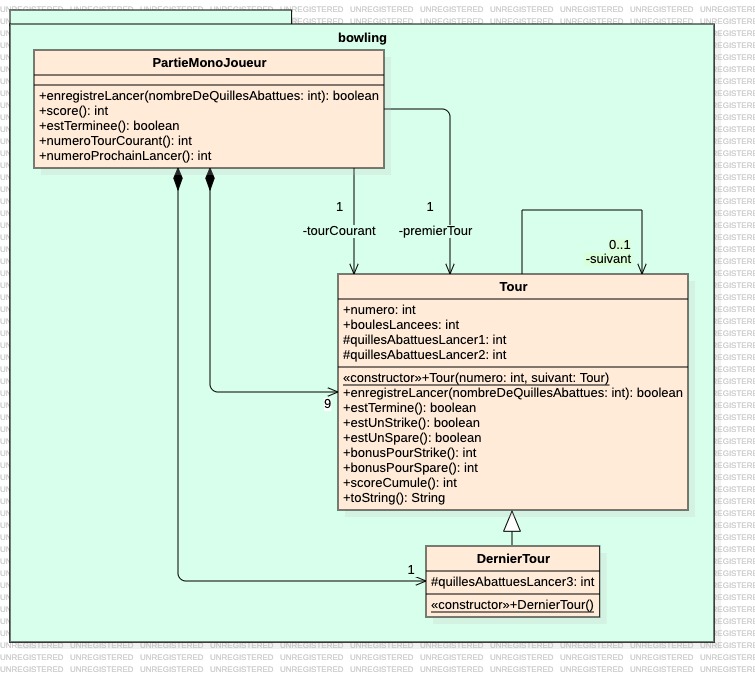 bowling
PartieMonoJoueur
+enregistreLancer(nombreDeQuillesAbattues: int): boolean
+score(): int
+estTerminee(): boolean
+numeroTourCourant(): int
+numeroProchainLancer(): int
1
-tourCourant
1
-premierTour
0..1
-suivant
Tour
+numero: int
+boulesLancees: int
#quillesAbattuesLancer1: int
#quillesAbattuesLancer2: int
«constructor»+Tour(numero: int, suivant: Tour)
+enregistreLancer(nombreDeQuillesAbattues: int): boolean
+estTermine(): boolean
+estUnStrike(): boolean
+estUnSpare(): boolean
+bonusPourStrike(): int
+bonusPourSpare(): int
+scoreCumule(): int
+toString(): String
9
1
DernierTour
#quillesAbattuesLancer3: int
«constructor»+DernierTour()
UNREGISTERED UNREGISTERED UNREGISTERED UNREGISTERED UNREGISTERED UNREGISTERED UNREGISTERED UNREGISTERED UNREGISTERED UNREGISTERED